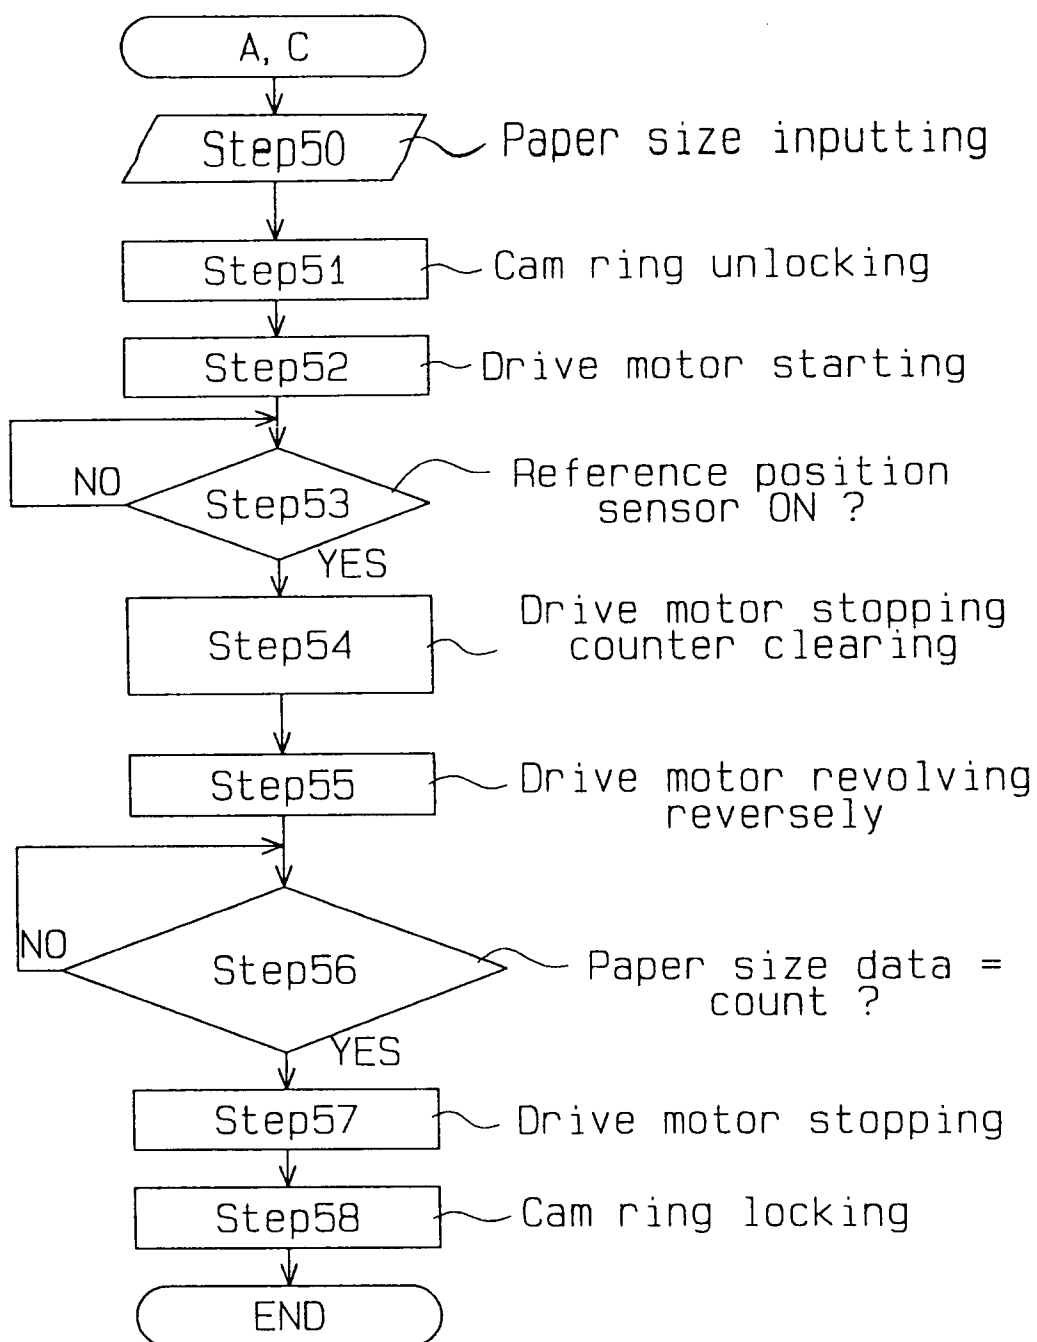 A, C
Step50
Paper size inputting
Step51
Cam ring unlocking
Step52
Drive motor starting
NO
Step53
Reference position
sensor ON ?
YES
Step54
Drive motor stopping
counter clearing
Step55
Drive motor revolving
reversely
NO
Step56
Paper size data =
count ?
YES
Step57
Drive motor stopping
Step58
Cam ring locking
END